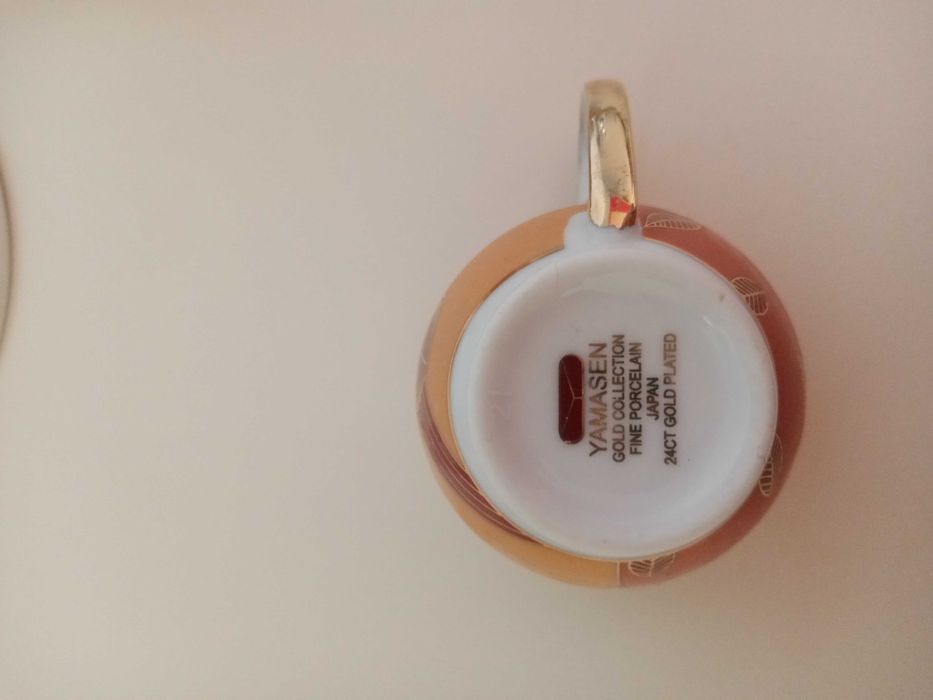 YAMASEN
GOLD COLLECTION
FINE PORCELAIN
JAPAN
24CT GOLD PLATED